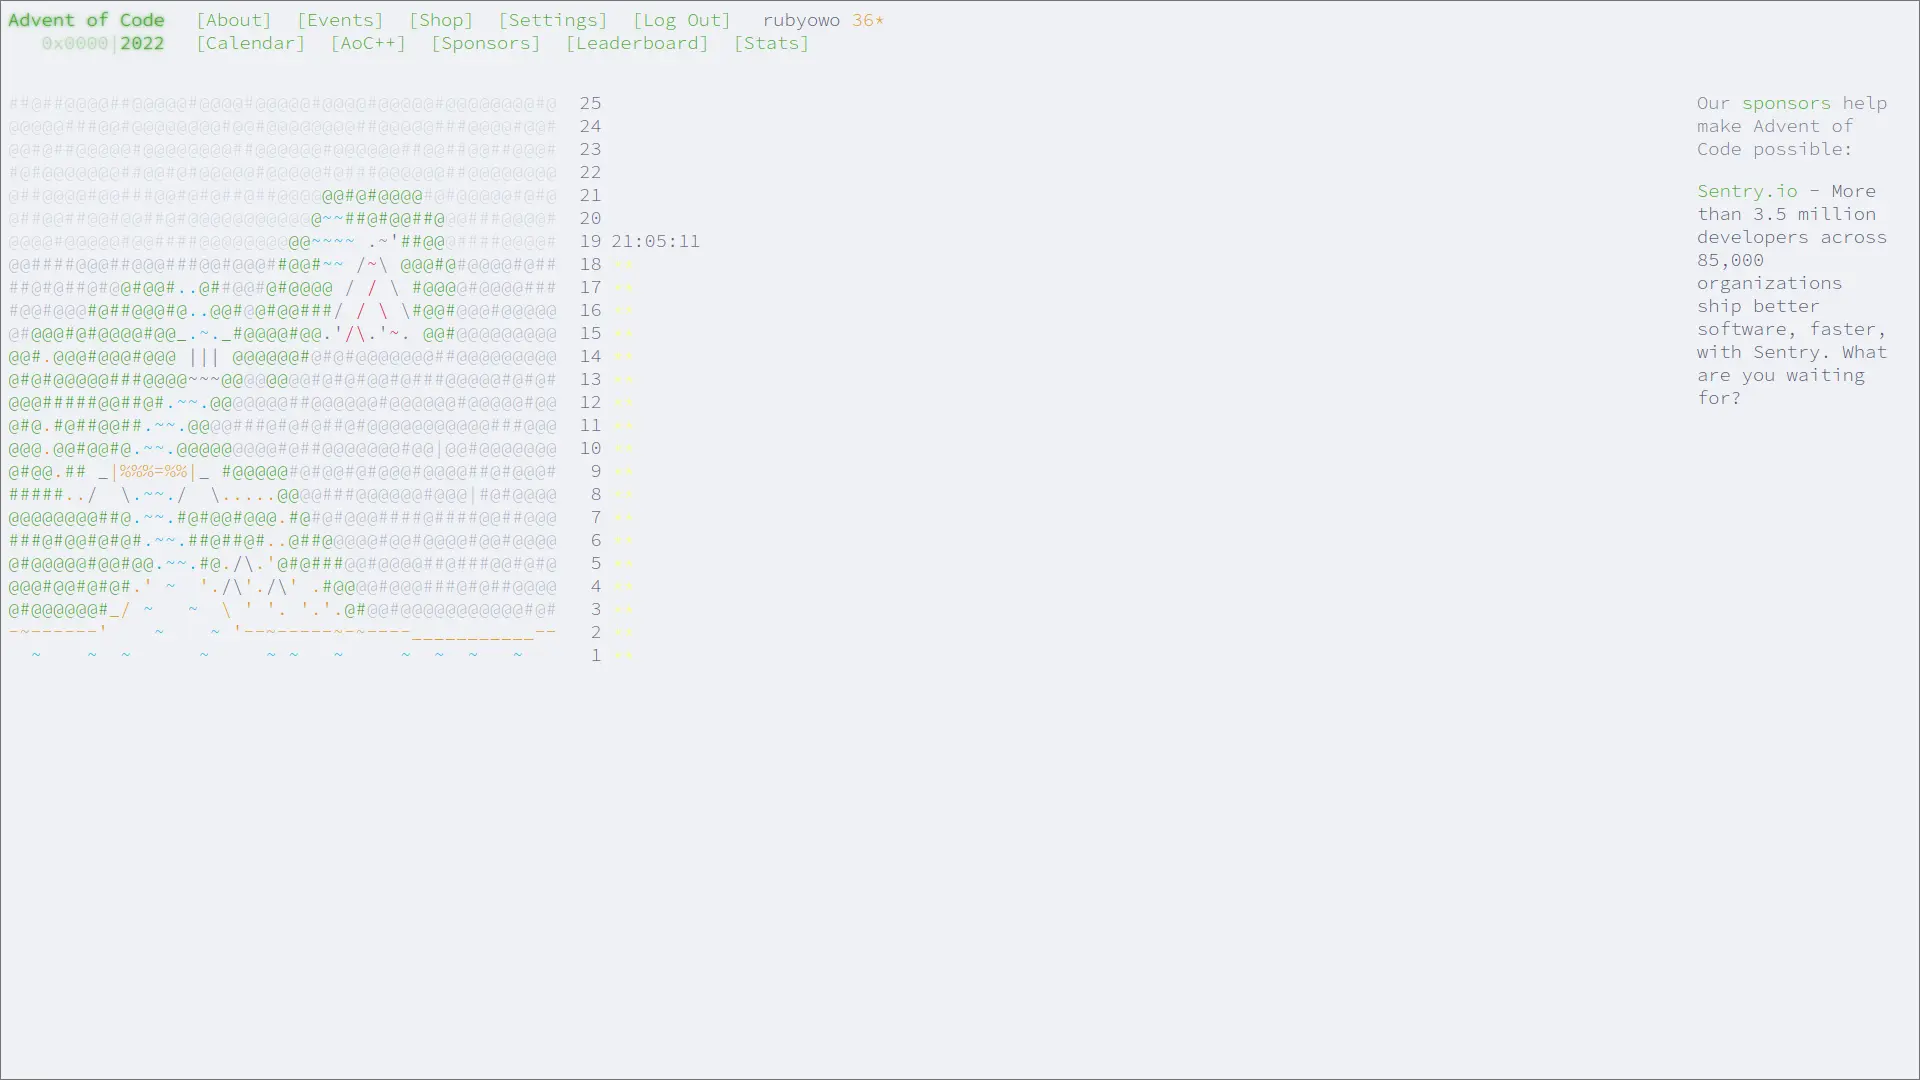 Advent of Code [About] [Events] [Shop] [Settings] [Log Out] rubyowo 36*
0x0000|2022 [Calendar] [AoC++] [Sponsors] [Leaderboard] [Stats]
25
24
23
22
21
20
19 21:05:11
18 **
17 **
16 **
15 **
14 **
13 **
12 **
11 **
10 **
9 **
8 **
7 **
6 **
5 **
4 **
3 **
2 **
1 **
Our sponsors help
make Advent of
Code possible:
Sentry.io - More
than 3.5 million
developers across
85,000
organizations
ship better
software, faster,
with Sentry. What
are you waiting
for?